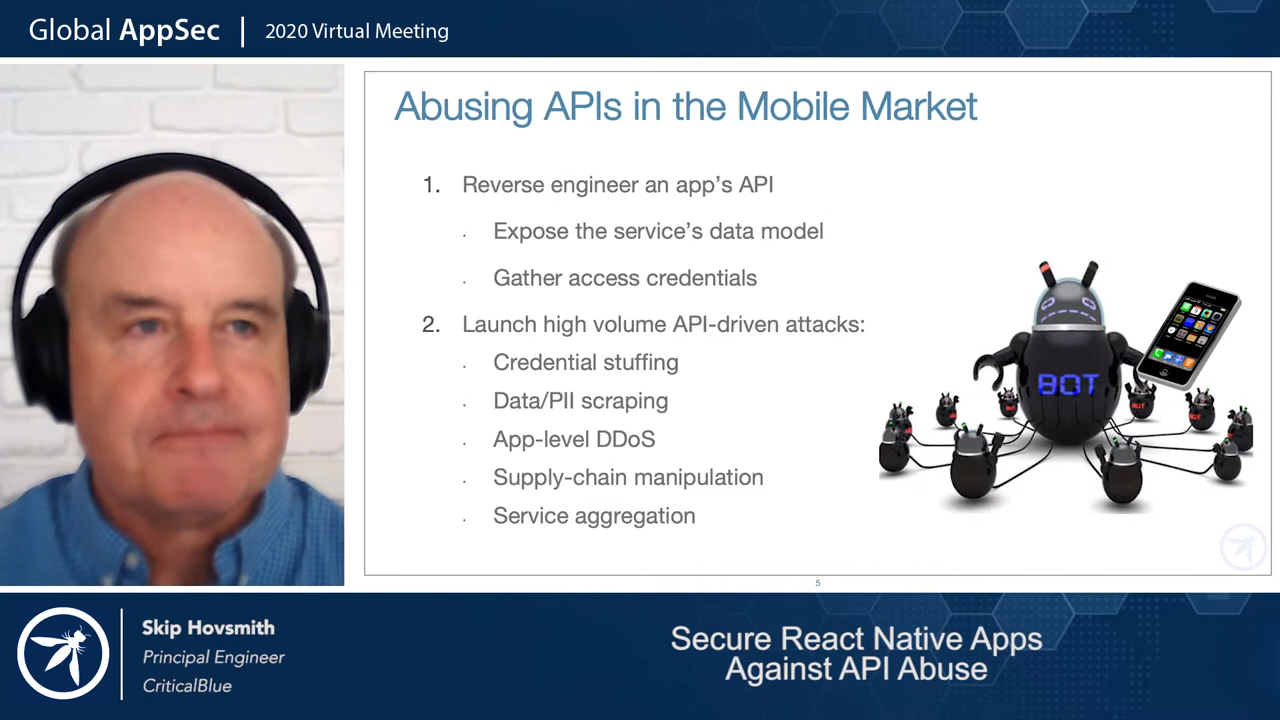 Global AppSec | 2020 Virtual Meeting
Abusing APIs in the Mobile Market
1. Reverse engineer an app's API
· Expose the service's data model
· Gather access credentials
2. Launch high volume API-driven attacks:
· Credential stuffing
· Data/PII scraping
· App-level DDoS
· Supply-chain manipulation
· Service aggregation
BOT
BOT
BOT
5
Skip Hovsmith
Principal Engineer
CriticalBlue
Secure React Native Apps
Against API Abuse